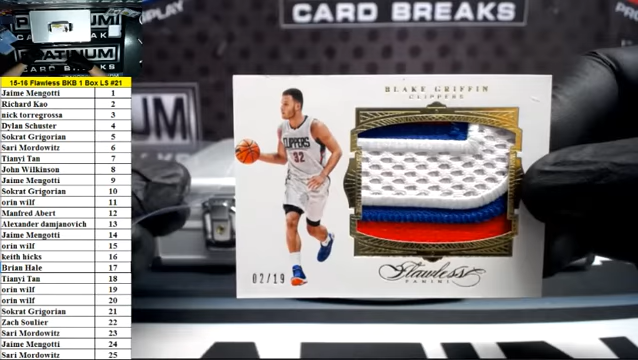 CARD BREAKS
PLATINUM
CARD BREAKS
15-16 Flawless BKB 1 Box LS #21
Jaime Mengotti 1
Richard Kao 2
nick torregrossa 3
Dylan Schuster 4
Sokrat Grigorian 5
Sari Mordowitz 6
Tianyi Tan 7
John Wilkinson 8
Jaime Mengotti 9
Sokrat Grigorian 10
orin wilf 11
Manfred Abert 12
Alexander damjanovich 13
Jaime Mengotti 14
orin wilf 15
keith hicks 16
Brian Hale 17
Tianyi Tan 18
orin wilf 19
orin wilf 20
Sokrat Grigorian 21
Zach Soulier 22
Sari Mordowitz 23
Jaime Mengotti 24
Sari Mordowitz 25
BLAKE GRIFFIN
CLIPPERS
CLIPPERS
32
02/19
Flawless
PANINI